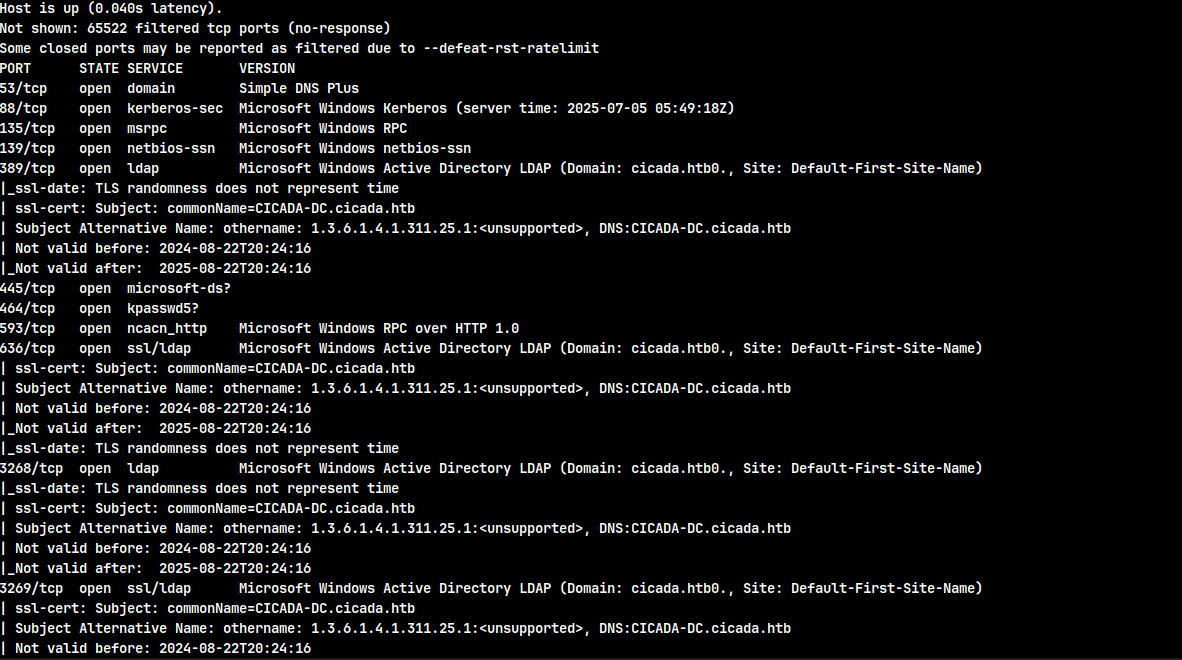 Host is up (0.040s latency).
Not shown: 65522 filtered tcp ports (no-response)
Some closed ports may be reported as filtered due to --defeat-rst-ratelimit
PORT     STATE SERVICE       VERSION
53/tcp   open  domain        Simple DNS Plus
88/tcp   open  kerberos-sec  Microsoft Windows Kerberos (server time: 2025-07-05 05:49:18Z)
135/tcp  open  msrpc         Microsoft Windows RPC
139/tcp  open  netbios-ssn   Microsoft Windows netbios-ssn
389/tcp  open  ldap          Microsoft Windows Active Directory LDAP (Domain: cicada.htb0., Site: Default-First-Site-Name)
|_ssl-date: TLS randomness does not represent time
| ssl-cert: Subject: commonName=CICADA-DC.cicada.htb
| Subject Alternative Name: othername: 1.3.6.1.4.1.311.25.1:<unsupported>, DNS:CICADA-DC.cicada.htb
| Not valid before: 2024-08-22T20:24:16
|_Not valid after:  2025-08-22T20:24:16
445/tcp  open  microsoft-ds?
464/tcp  open  kpasswd5?
593/tcp  open  ncacn_http    Microsoft Windows RPC over HTTP 1.0
636/tcp  open  ssl/ldap      Microsoft Windows Active Directory LDAP (Domain: cicada.htb0., Site: Default-First-Site-Name)
| ssl-cert: Subject: commonName=CICADA-DC.cicada.htb
| Subject Alternative Name: othername: 1.3.6.1.4.1.311.25.1:<unsupported>, DNS:CICADA-DC.cicada.htb
| Not valid before: 2024-08-22T20:24:16
|_Not valid after:  2025-08-22T20:24:16
|_ssl-date: TLS randomness does not represent time
3268/tcp open  ldap          Microsoft Windows Active Directory LDAP (Domain: cicada.htb0., Site: Default-First-Site-Name)
|_ssl-date: TLS randomness does not represent time
| ssl-cert: Subject: commonName=CICADA-DC.cicada.htb
| Subject Alternative Name: othername: 1.3.6.1.4.1.311.25.1:<unsupported>, DNS:CICADA-DC.cicada.htb
| Not valid before: 2024-08-22T20:24:16
|_Not valid after:  2025-08-22T20:24:16
3269/tcp open  ssl/ldap      Microsoft Windows Active Directory LDAP (Domain: cicada.htb0., Site: Default-First-Site-Name)
| ssl-cert: Subject: commonName=CICADA-DC.cicada.htb
| Subject Alternative Name: othername: 1.3.6.1.4.1.311.25.1:<unsupported>, DNS:CICADA-DC.cicada.htb
| Not valid before: 2024-08-22T20:24:16